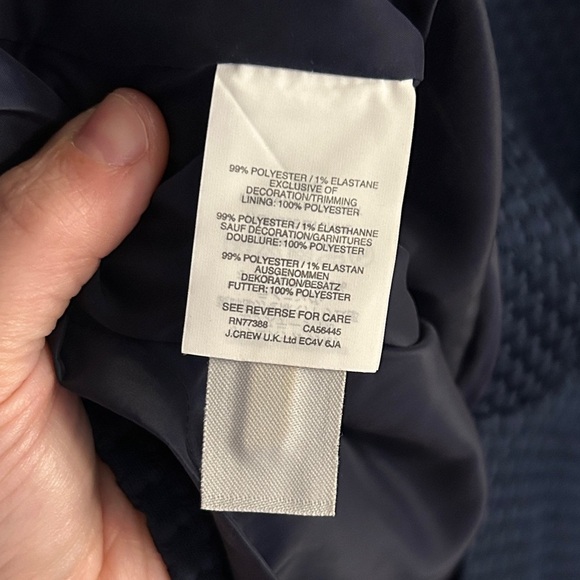 99% POLYESTER / 1% ELASTANE
EXCLUSIVE OF
DECORATION/TRIMMING
LINING: 100% POLYESTER
99% POLYESTER / 1% ÉLASTHANNE
SAUF DÉCORATION/GARNITURES
DOUBLURE: 100% POLYESTER
99% POLYESTER / 1% ELASTAN
AUSGENOMMEN
DEKORATION/BESATZ
FUTTER: 100% POLYESTER
SEE REVERSE FOR CARE
RN77388 CA56445
J.CREW U.K. Ltd EC4V 6JA